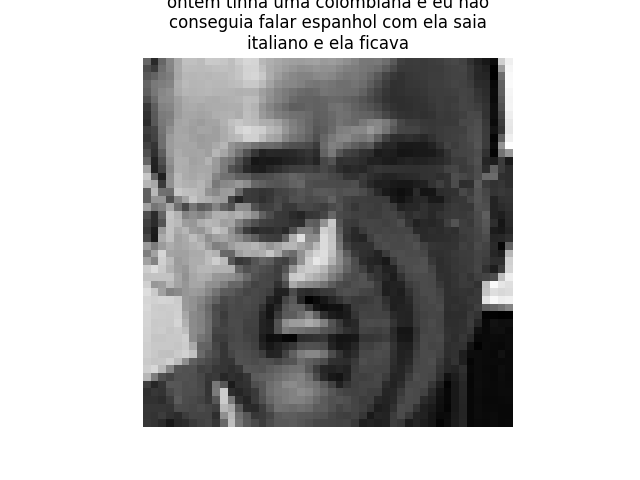 ontem tinha uma colombiana e eu não
conseguia falar espanhol com ela saia
italiano e ela ficava